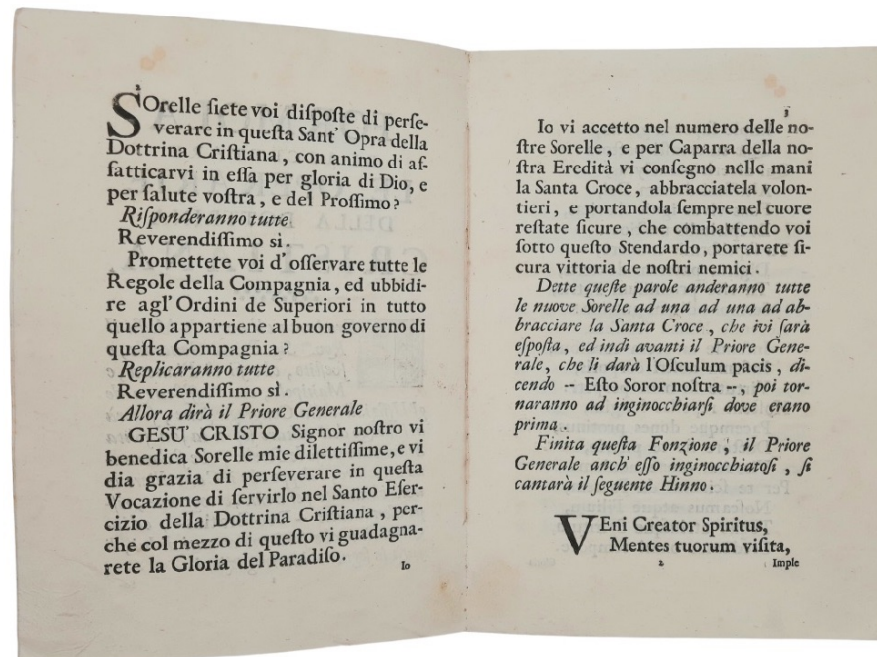 2
SOrelle ſiete voi diſpoſte di perſe-
verare in queſta Sant' Opra della
Dottrina Criſtiana, con animo di aſ-
ſatticarvi in eſſa per gloria di Dio, e
per ſalute voſtra, e del Proſſimo?
Riſponderanno tutte
Reverendiſſimo si.
Promettete voi d'oſſervare tutte le
Regole della Compagnia, ed ubbidi-
re agl'Ordini de Superiori in tutto
quello appartiene al buon governo di
queſta Compagnia?
Replicaranno tutte
Reverendiſſimo sì.
Allora dirà il Priore Generale
GESU' CRISTO Signor noſtro vi
benedica Sorelle mie dilettiſſime, e vi
dia grazia di perſeverare in queſta
Vocazione di ſervirlo nel Santo Eſer-
cizio della Dottrina Criſtiana, per-
che col mezzo di queſto vi guadagna-
rete la Gloria del Paradiſo.
Io
3
Io vi accetto nel numero delle no-
ſtre Sorelle, e per Caparra della no-
ſtra Eredità vi conſegno nelle mani
la Santa Croce, abbracciatela volon-
tieri, e portandola ſempre nel cuore
reſtate ſicure, che combattendo voi
ſotto queſto Stendardo, portarete ſi-
cura vittoria de noſtri nemici.
Dette queſte parole anderanno tutte
le nuove Sorelle ad una ad una ad ab-
bracciare la Santa Croce, che ivi ſarà
eſpoſta, ed indi avanti il Priore Gene-
rale, che li darà l'Oſculum pacis, di-
cendo -- Eſto Soror noſtra --, poi tor-
naranno ad inginocchiarſi dove erano
prima.
Finita queſta Fonzione, il Priore
Generale anch' eſſo inginocchiatoſi, ſi
cantarà il ſeguente Hinno.
VEni Creator Spiritus,
Mentes tuorum viſita,
2 Imple